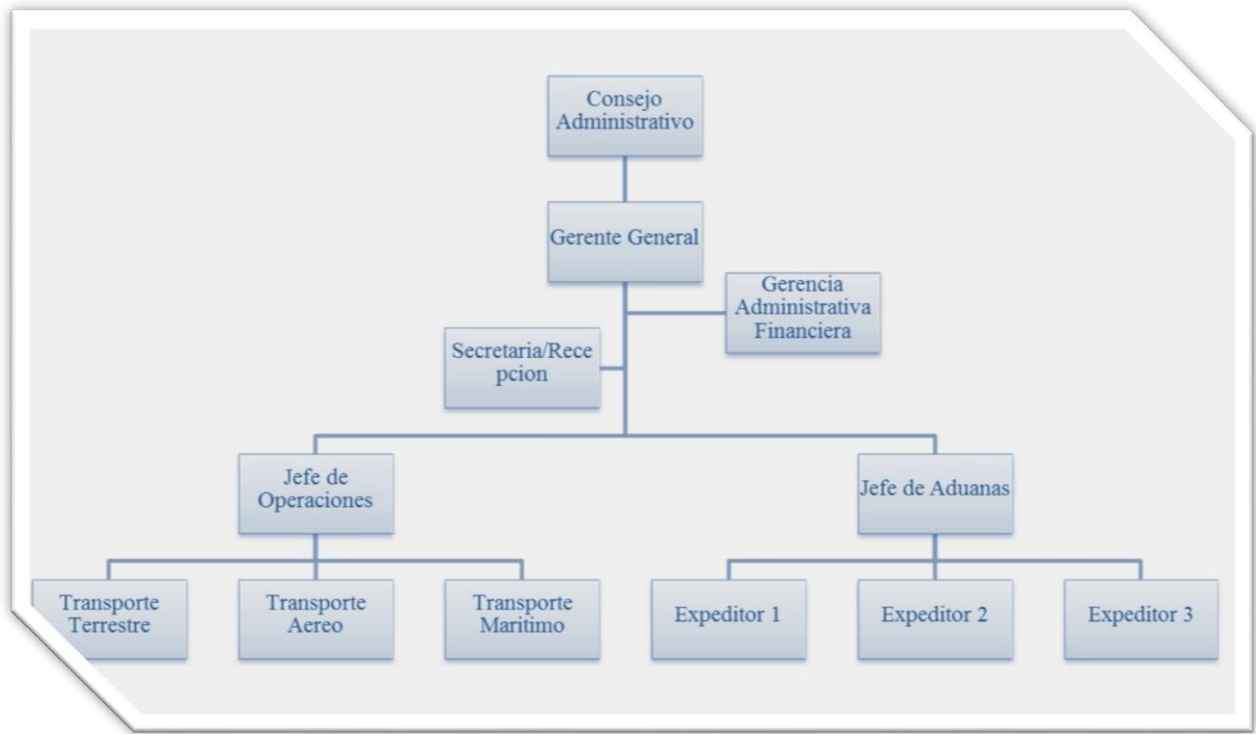 Consejo
Administrativo
Gerente General
Gerencia
Administrativa
Financiera
Secretaria/Rece
pcion
Jefe de
Operaciones
Jefe de Aduanas
Transporte
Terrestre
Transporte
Aereo
Transporte
Maritimo
Expeditor 1
Expeditor 2
Expeditor 3